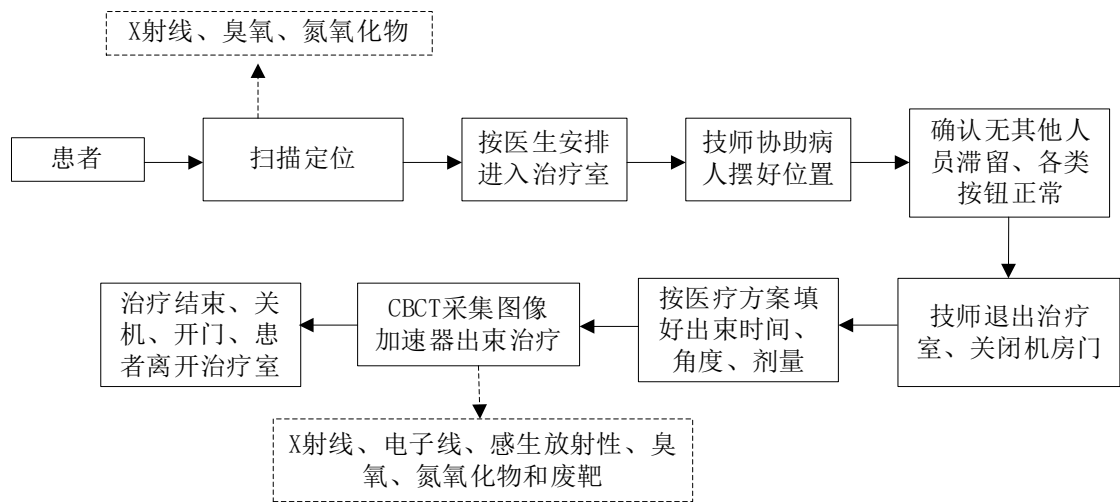 X射线、臭氧、氮氧化物
患者
扫描定位
按医生安排
进入治疗室
技师协助病
人摆好位置
确认无其他人
员滞留、各类
按钮正常
技师退出治疗
室、关闭机房门
按医疗方案填
好出束时间、
角度、剂量
CBCT采集图像
加速器出束治疗
治疗结束、关
机、开门、患
者离开治疗室
X射线、电子线、感生放射性、臭
氧、氮氧化物和废靶